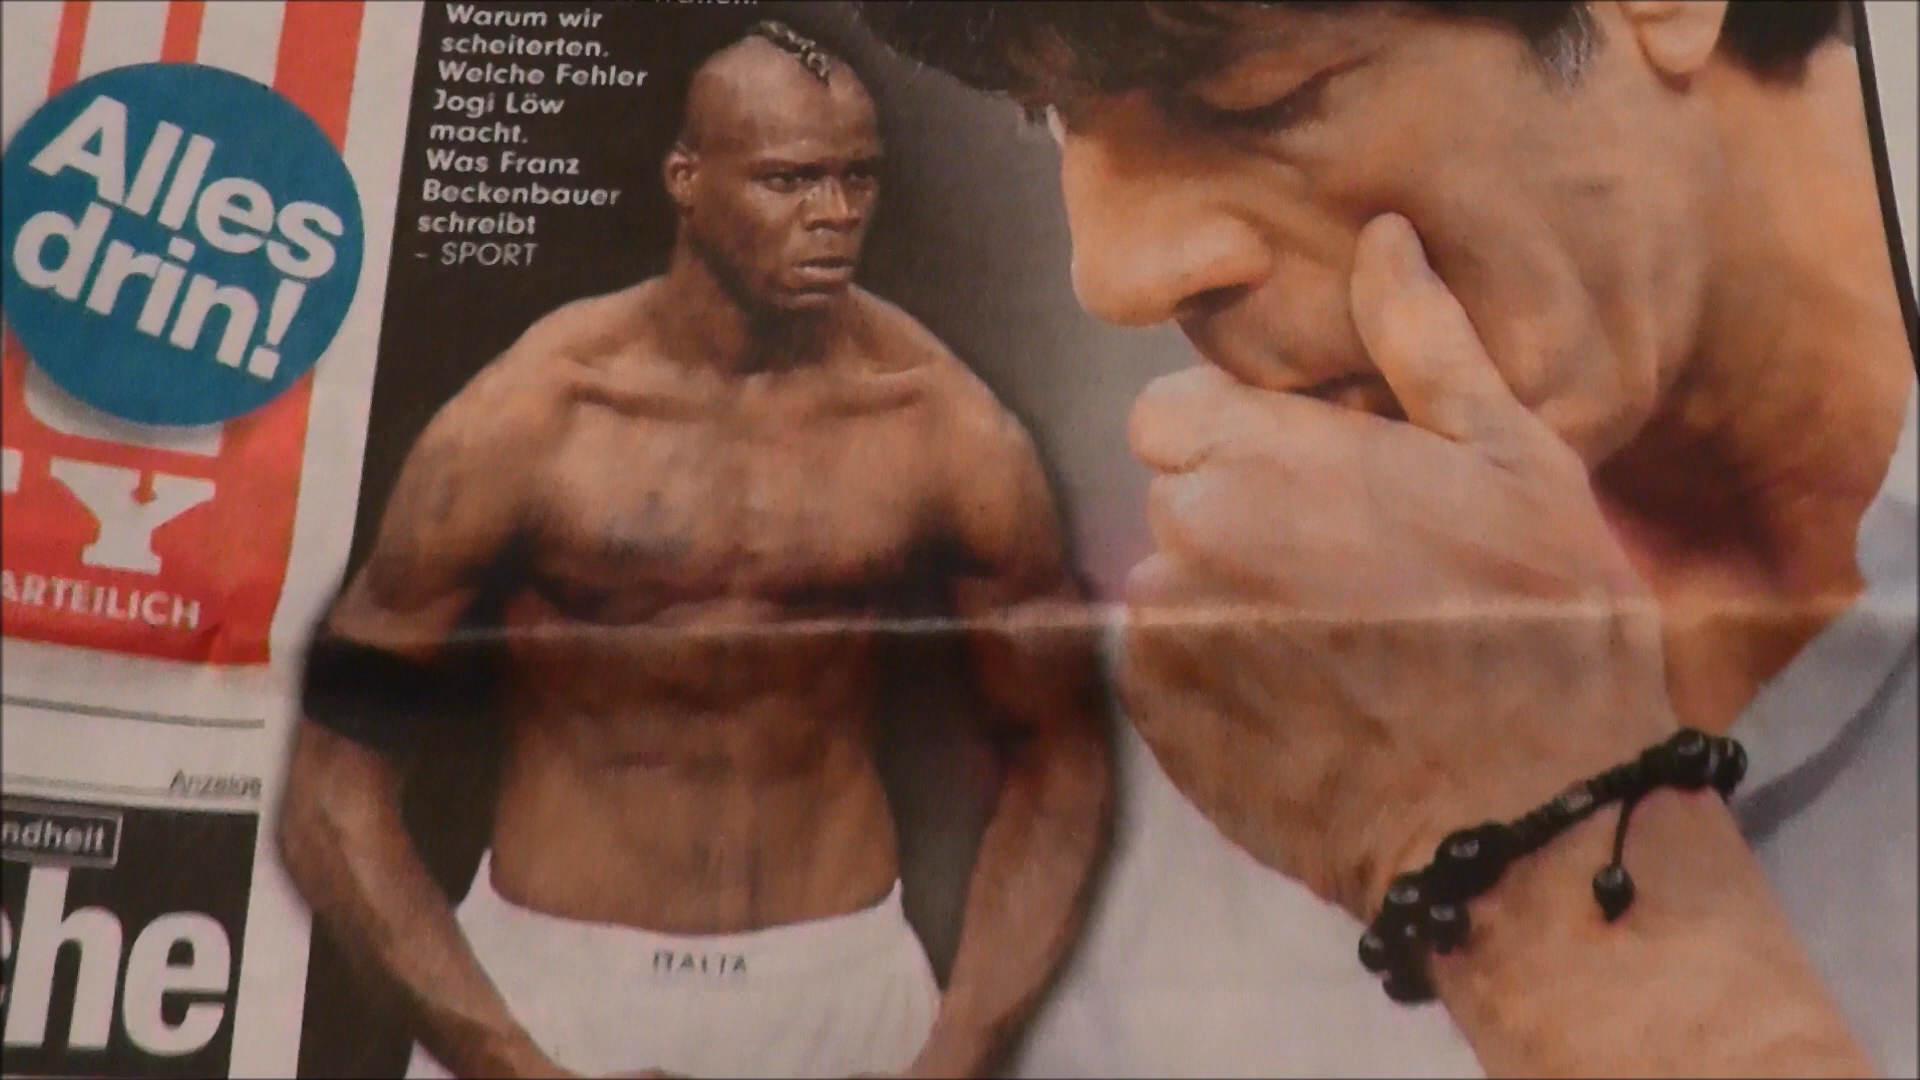 Warum wir
scheiterten.
Welche Fehler
Jogi Löw
macht.
Was Franz
Beckenbauer
schreibt
- SPORT
Alles
drin!
Y
ARTEILICH
Anzeige
ndheit
che
ITALIA